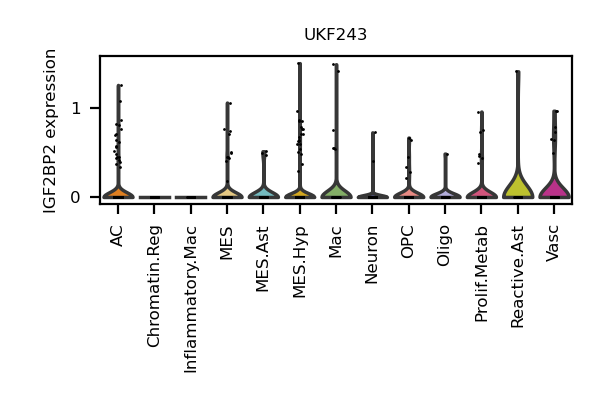 UKF243
IGF2BP2 expression
1
0
AC
Chromatin.Reg
Inflammatory.Mac
MES
MES.Ast
MES.Hyp
Mac
Neuron
OPC
Oligo
Prolif.Metab
Reactive.Ast
Vasc